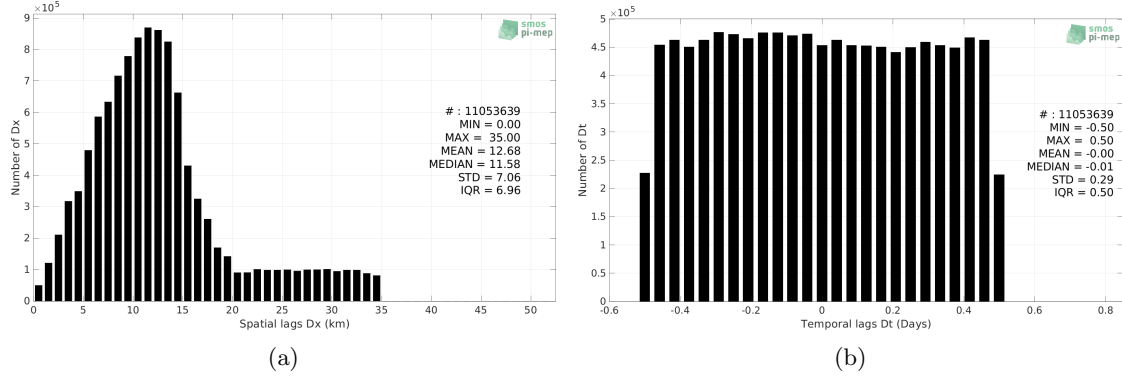 ×10⁵
9
8
7
6
5
4
3
2
1
0
Number of Dx
smos
pi-mep
# : 11053639
MIN = 0.00
MAX = 35.00
MEAN = 12.68
MEDIAN = 11.58
STD = 7.06
IQR = 6.96
0 5 10 15 20 25 30 35 40 45 50
Spatial lags Dx (km)
(a)
×10⁵
5
4.5
4
3.5
3
2.5
2
1.5
1
0.5
0
Number of Dt
smos
pi-mep
# : 11053639
MIN = -0.50
MAX = 0.50
MEAN = -0.00
MEDIAN = -0.01
STD = 0.29
IQR = 0.50
-0.6 -0.4 -0.2 0 0.2 0.4 0.6 0.8
Temporal lags Dt (Days)
(b)